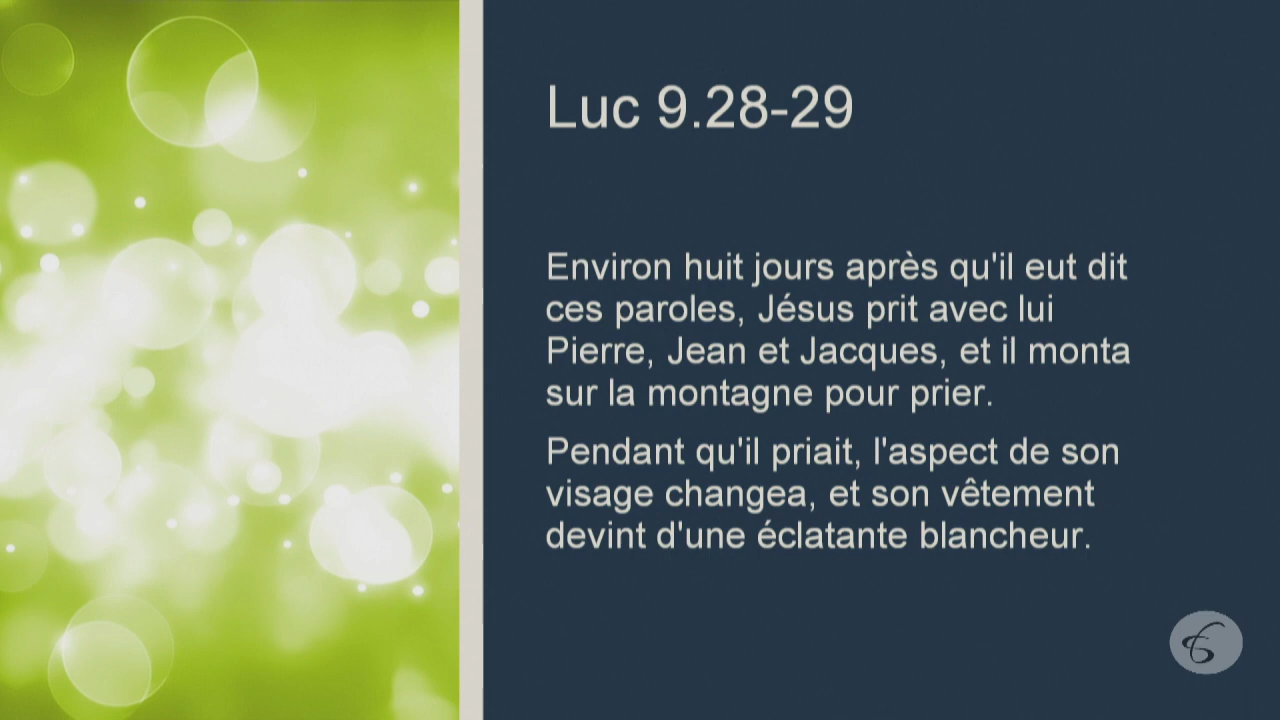 Luc 9.28-29
Environ huit jours après qu'il eut dit
ces paroles, Jésus prit avec lui
Pierre, Jean et Jacques, et il monta
sur la montagne pour prier.
Pendant qu'il priait, l'aspect de son
visage changea, et son vêtement
devint d'une éclatante blancheur.